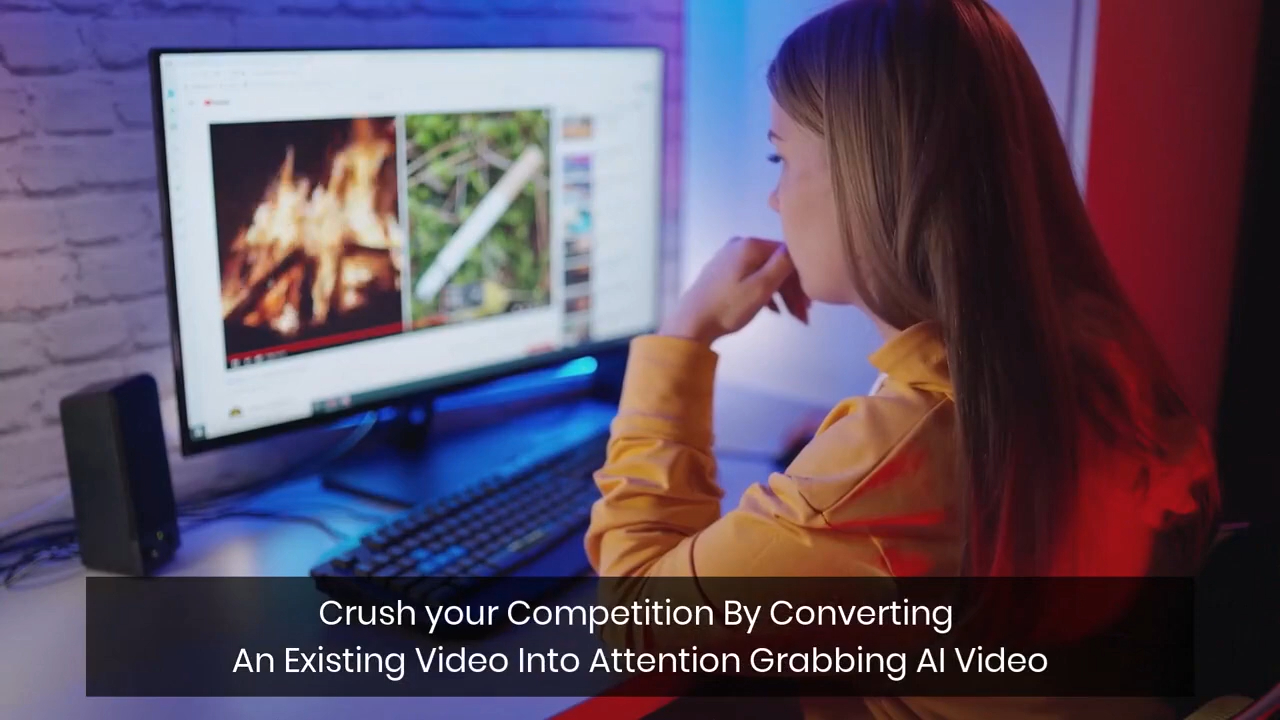 Crush your Competition By Converting
An Existing Video Into Attention Grabbing AI Video